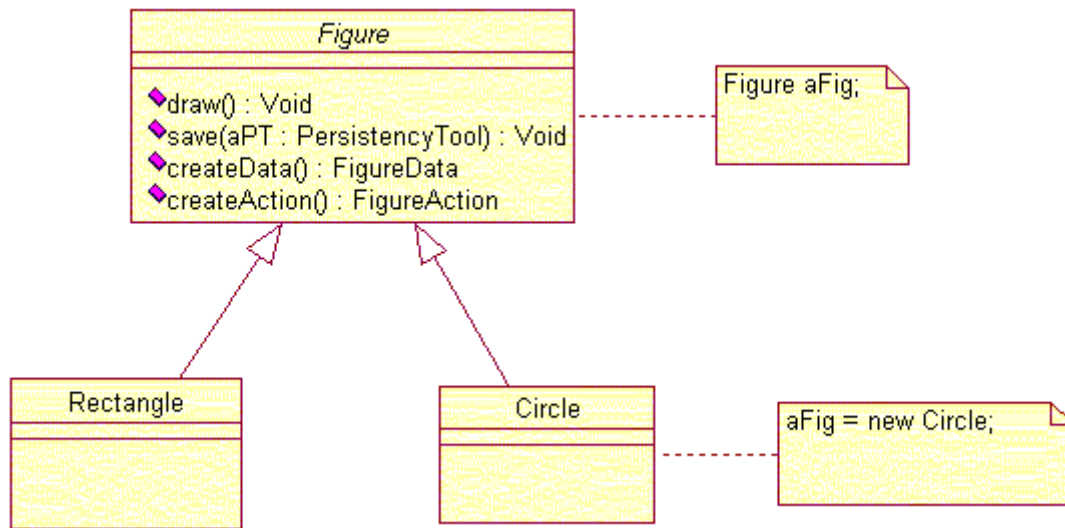 Figure
draw() : Void
save(aPT : PersistencyTool) : Void
createData() : FigureData
createAction() : FigureAction
Figure aFig;
Rectangle
Circle
aFig = new Circle;